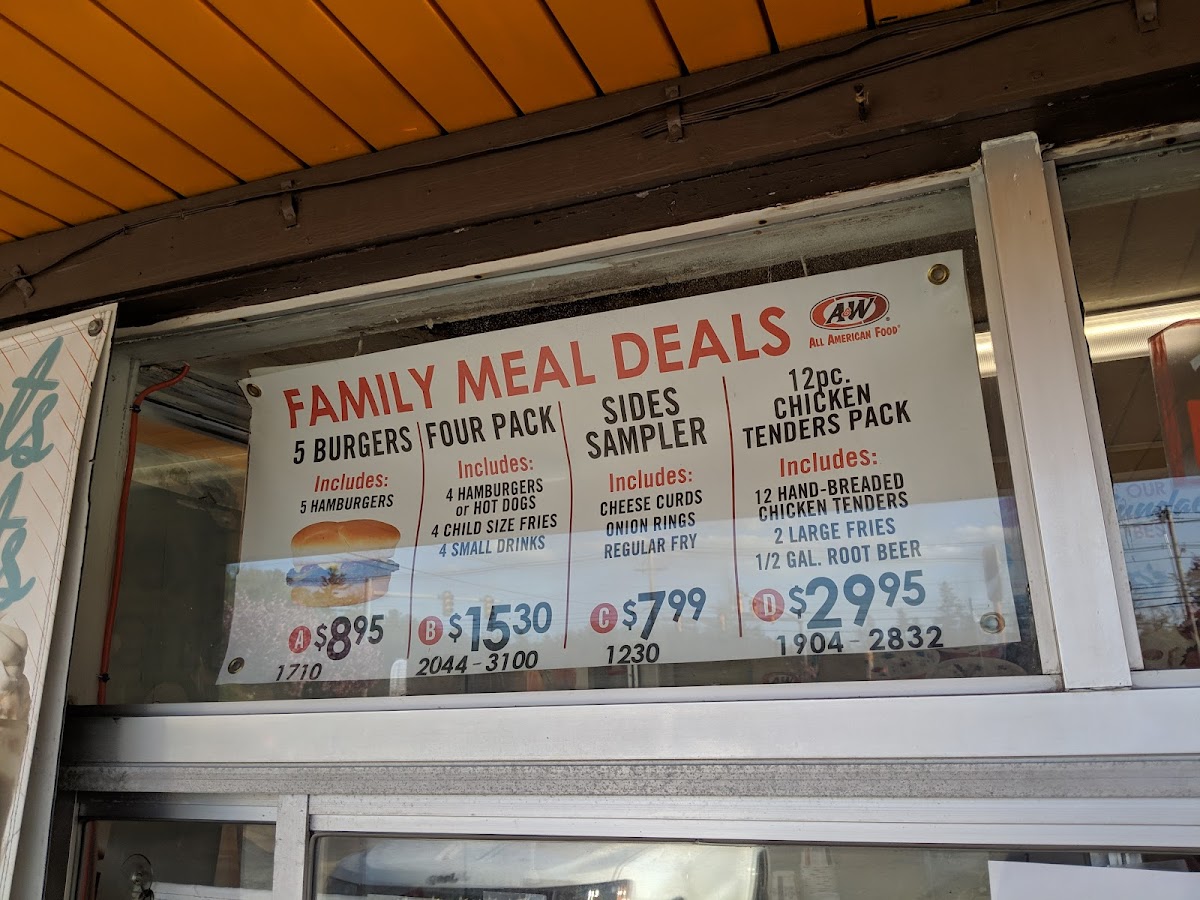 FAMILY MEAL DEALS
A&W®
ALL AMERICAN FOOD®
5 BURGERS
Includes:
5 HAMBURGERS
A $8.95
1710
FOUR PACK
Includes:
4 HAMBURGERS
or HOT DOGS
4 CHILD SIZE FRIES
4 SMALL DRINKS
B $15.30
2044-3100
SIDES
SAMPLER
Includes:
CHEESE CURDS
ONION RINGS
REGULAR FRY
C $7.99
1230
12pc.
CHICKEN
TENDERS PACK
Includes:
12 HAND-BREADED
CHICKEN TENDERS
2 LARGE FRIES
1/2 GAL. ROOT BEER
D $29.95
1904-2832
OUR